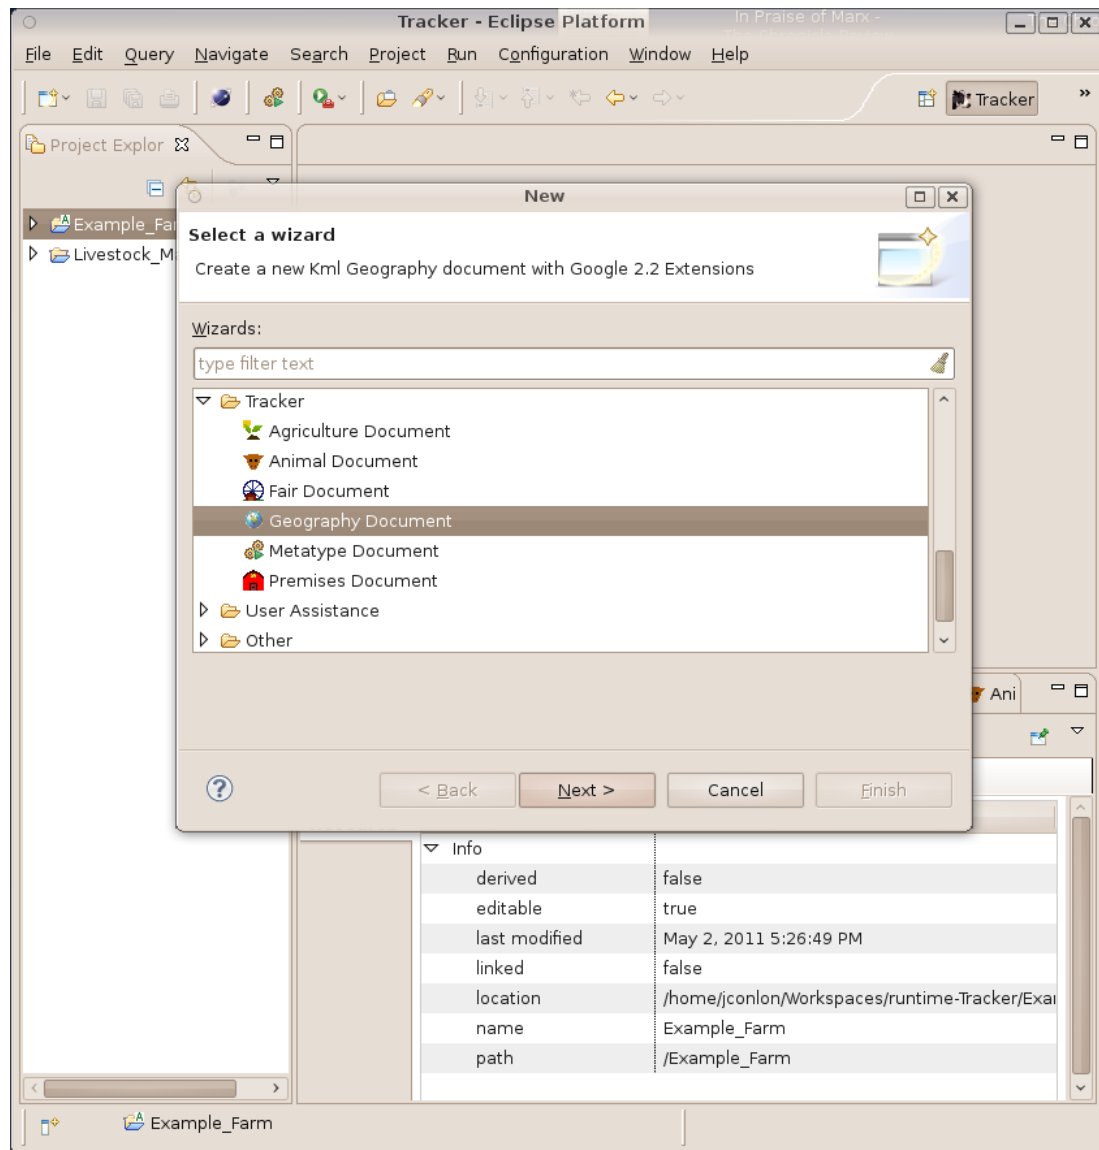 Tracker - Eclipse Platform
In Praise of Marx -
File Edit Query Navigate Search Project Run Configuration Window Help
Tracker
Project Explor
New
Example_Fa
Select a wizard
Livestock_M
Create a new Kml Geography document with Google 2.2 Extensions
Wizards:
type filter text
Tracker
Agriculture Document
Animal Document
Fair Document
Geography Document
Metatype Document
Premises Document
User Assistance
Other
Ani
< Back Next > Cancel Finish
Info
derived false
editable true
last modified May 2, 2011 5:26:49 PM
linked false
location /home/jconlon/Workspaces/runtime-Tracker/Exa
name Example_Farm
path /Example_Farm
Example_Farm